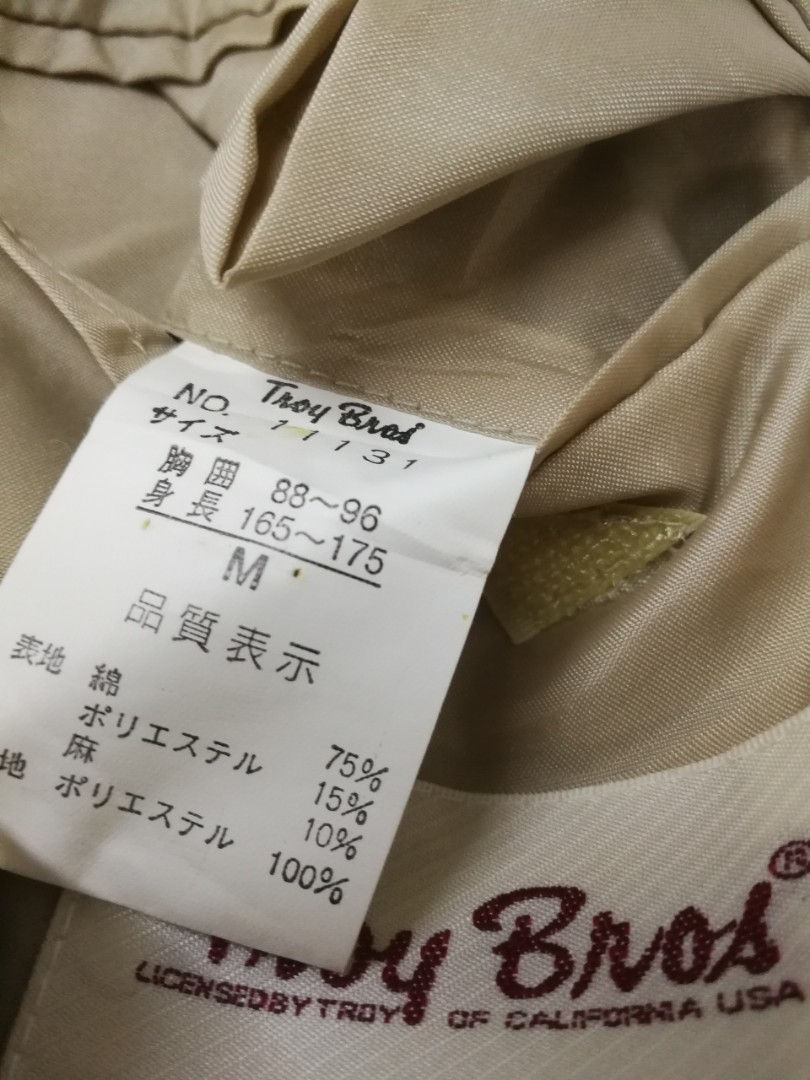 Troy Bros
NO. 11131
サイズ
胸囲 88〜96
身長 165〜175
M
品質表示
表地 綿 75%
ポリエステル 15%
麻 10%
地 ポリエステル 100%
Troy Bros ®
LICENSED BY TROY OF CALIFORNIA USA